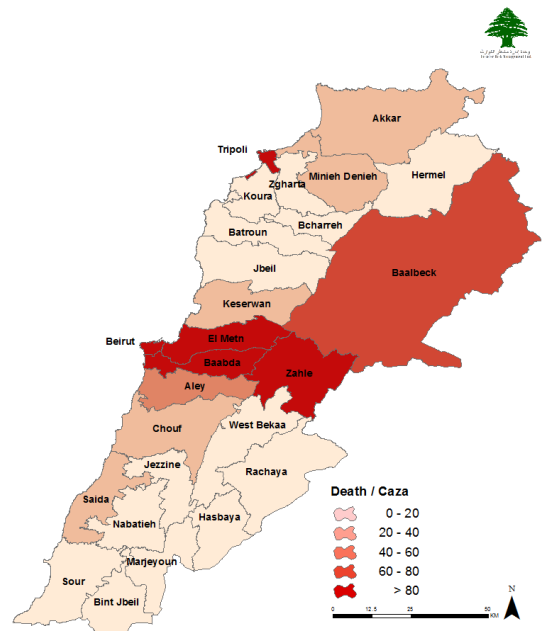 Akkar
Tripoli
Minieh Denieh
Hermel
Zgharta
Koura
Bcharreh
Batroun
Jbeil
Baalbeck
Keserwan
El Metn
Beirut
Baabda
Zahle
Aley
West Bekaa
Chouf
Jezzine
Rachaya
Saida
Hasbaya
Nabatieh
Marjeyoun
Sour
Bint Jbeil
Death / Caza
0 - 20
20 - 40
40 - 60
60 - 80
> 80
N
0 12.5 25 50
KM